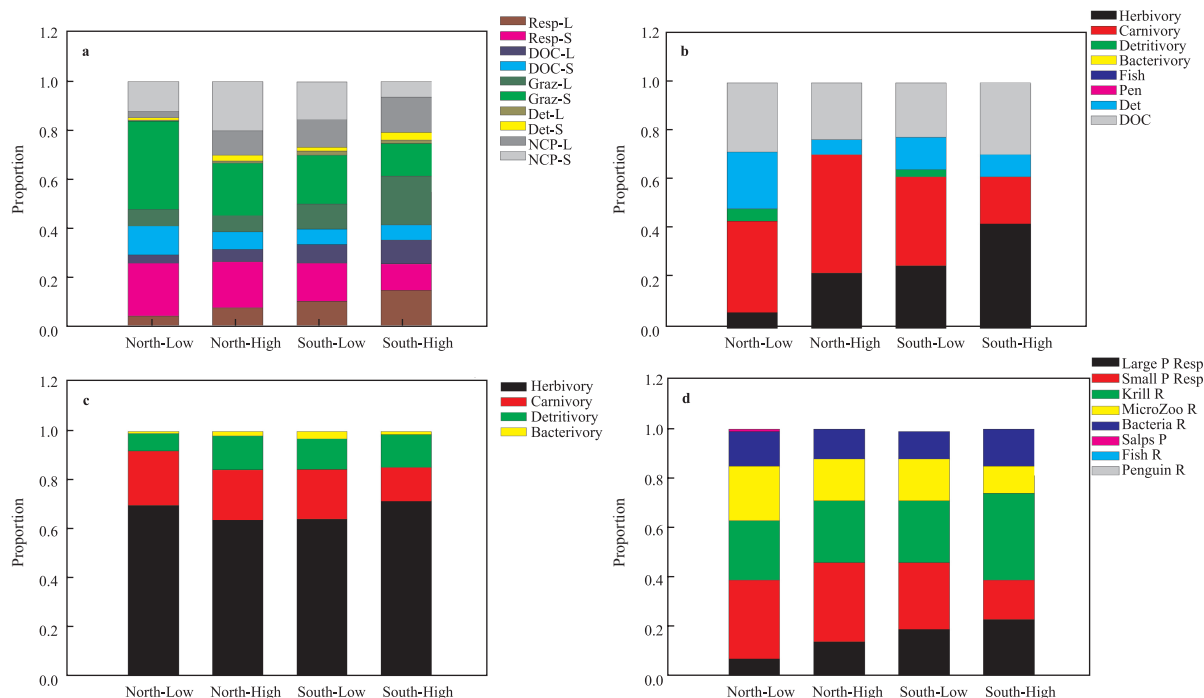 a
1.2
1.0
0.8
0.6
0.4
0.2
0.0
Proportion
North-Low North-High South-Low South-High
Resp-L
Resp-S
DOC-L
DOC-S
Graz-L
Graz-S
Det-L
Det-S
NCP-L
NCP-S
b
1.2
1.0
0.8
0.6
0.4
0.2
0.0
Proportion
North-Low North-High South-Low South-High
Herbivory
Carnivory
Detritivory
Bacterivory
Fish
Pen
Det
DOC
c
1.2
1.0
0.8
0.6
0.4
0.2
0.0
Proportion
North-Low North-High South-Low South-High
Herbivory
Carnivory
Detritivory
Bacterivory
d
1.2
1.0
0.8
0.6
0.4
0.2
0.0
Proportion
North-Low North-High South-Low South-High
Large P Resp
Small P Resp
Krill R
MicroZoo R
Bacteria R
Salps P
Fish R
Penguin R